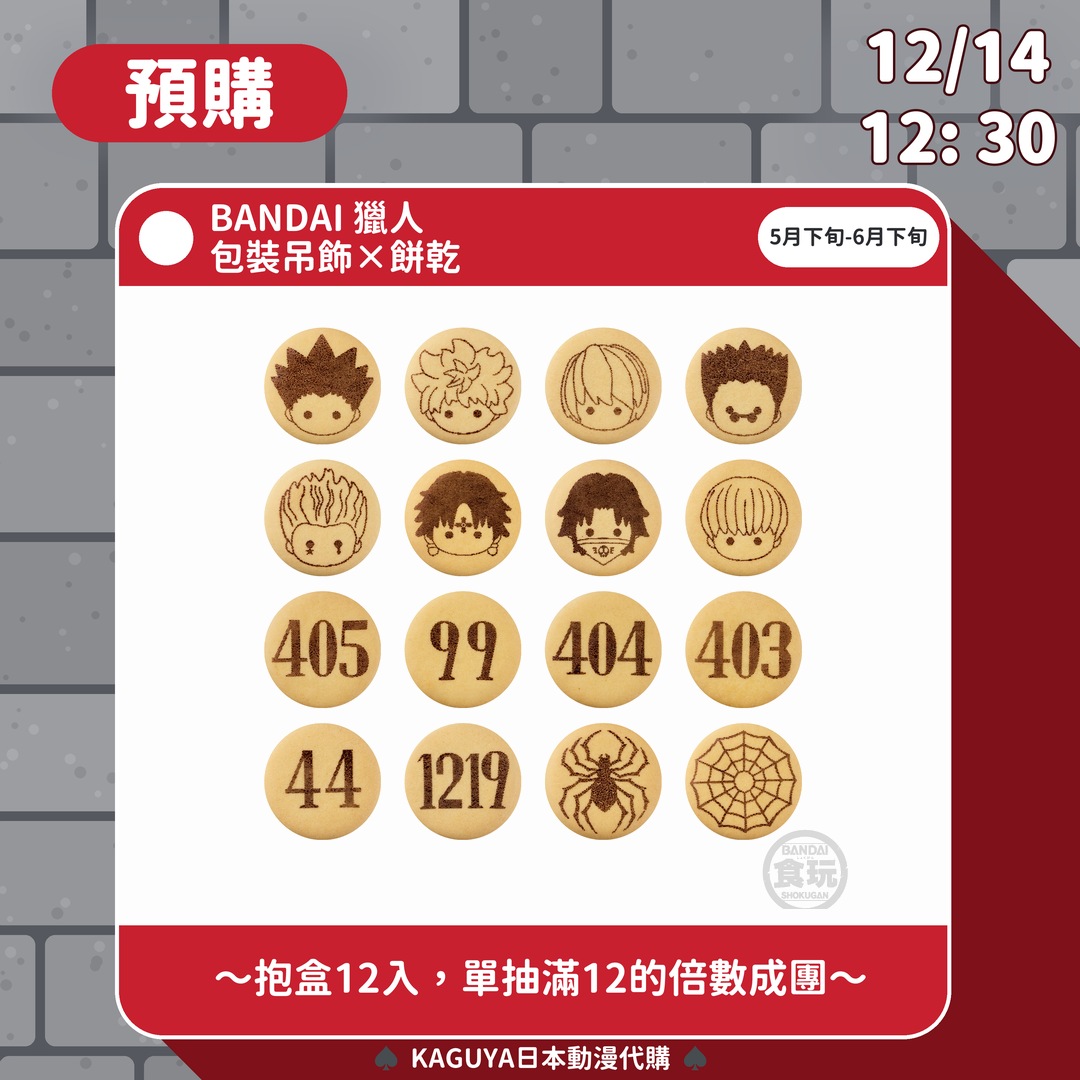 預購
12/14
12: 30
BANDAI 獵人
包裝吊飾×餅乾
5月下旬-6月下旬
405
99
404
403
44
1219
BANDAI
食玩
SHOKUGAN
～抱盒12入，單抽滿12的倍數成團～
♠ KAGUYA日本動漫代購 ♠